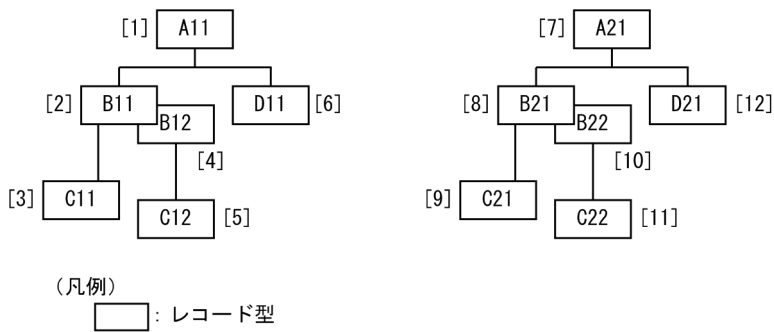 [1] A11 [7] A21
[2] B11 D11 [6] [8] B21 D21 [12]
B12 B22
[4] [10]
[3] C11 [9] C21
C12 [5] C22 [11]
(凡例)
: レコード型